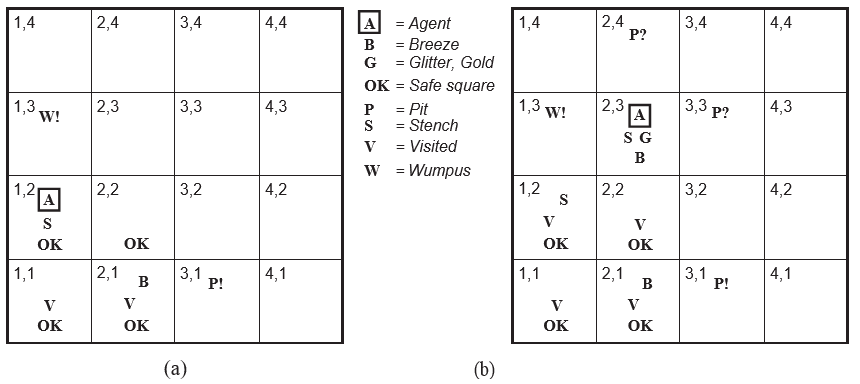 1,4 2,4 3,4 4,4
1,3 W! 2,3 3,3 4,3
1,2 A 2,2 3,2 4,2
S
OK OK
1,1 2,1 B 3,1 P! 4,1
V V
OK OK
(a)
A = Agent
B = Breeze
G = Glitter, Gold
OK = Safe square
P = Pit
S = Stench
V = Visited
W = Wumpus
1,4 2,4 P? 3,4 4,4
1,3 W! 2,3 A 3,3 P? 4,3
S G
B
1,2 S 2,2 3,2 4,2
V V
OK OK
1,1 2,1 B 3,1 P! 4,1
V V
OK OK
(b)